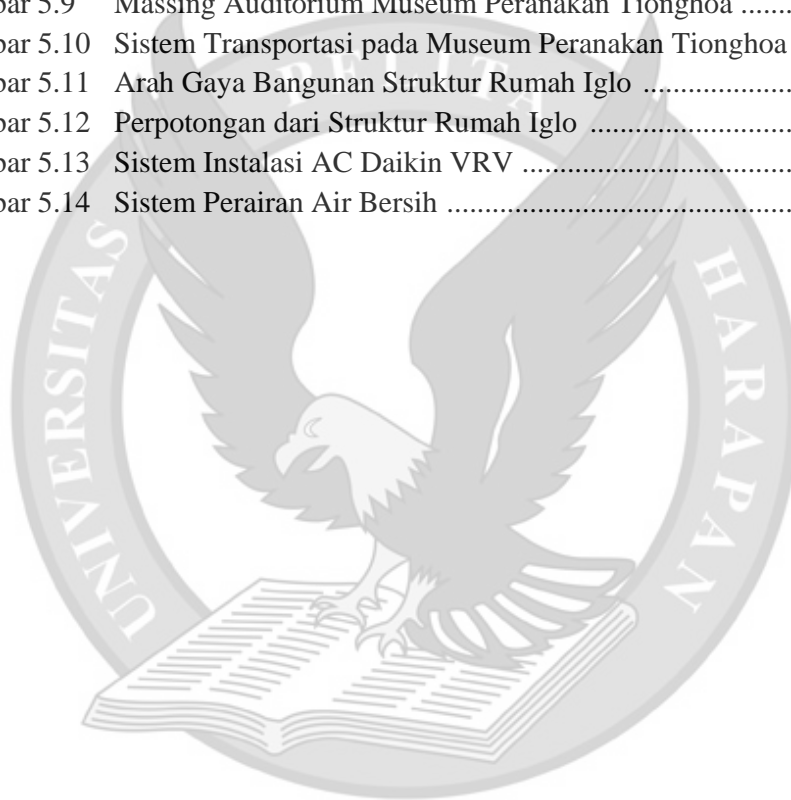 bar 5.9 Massing Auditorium Museum Peranakan Tionghoa .......
bar 5.10 Sistem Transportasi pada Museum Peranakan Tionghoa
bar 5.11 Arah Gaya Bangunan Struktur Rumah Iglo ....................
bar 5.12 Perpotongan dari Struktur Rumah Iglo ...........................
bar 5.13 Sistem Instalasi AC Daikin VRV ....................................
bar 5.14 Sistem Perairan Air Bersih ..............................................
UNIVERSITAS PELITA HARAPAN